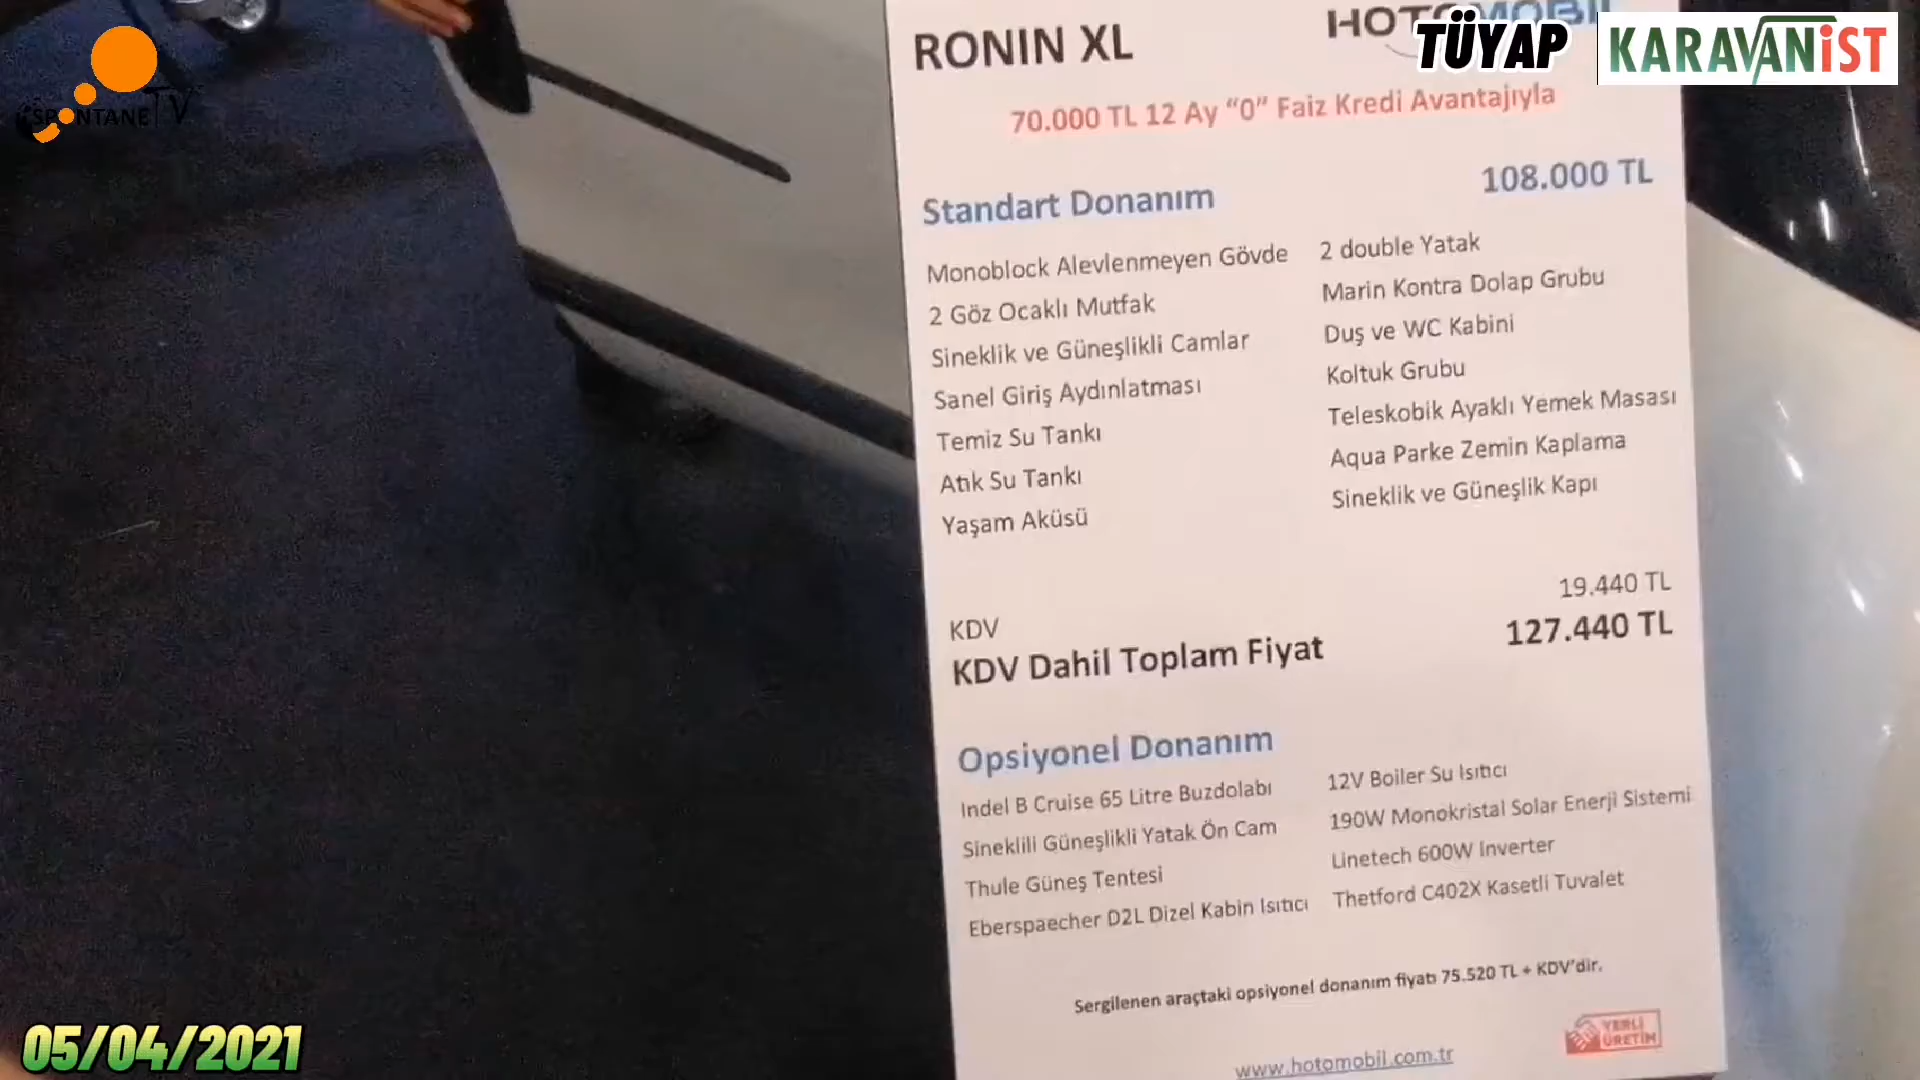 SPONTANE TV
RONIN XL
HOTOMOBİL
TÜYAP
KARAVANiST
70.000 TL 12 Ay “0” Faiz Kredi Avantajıyla
Standart Donanım
108.000 TL
Monoblock Alevlenmeyen Gövde
2 Göz Ocaklı Mutfak
Sineklik ve Güneşlikli Camlar
Sanel Giriş Aydınlatması
Temiz Su Tankı
Atık Su Tankı
Yaşam Aküsü
2 double Yatak
Marin Kontra Dolap Grubu
Duş ve WC Kabini
Koltuk Grubu
Teleskobik Ayaklı Yemek Masası
Aqua Parke Zemin Kaplama
Sineklik ve Güneşlik Kapı
KDV
19.440 TL
KDV Dahil Toplam Fiyat
127.440 TL
Opsiyonel Donanım
Indel B Cruise 65 Litre Buzdolabı
Sineklili Güneşlikli Yatak Ön Cam
Thule Güneş Tentesi
Eberspaecher D2L Dizel Kabin Isıtıcı
12V Boiler Su Isıtıcı
190W Monokristal Solar Enerji Sistemi
Linetech 600W Inverter
Thetford C402X Kasetli Tuvalet
Sergilenen araçtaki opsiyonel donanım fiyatı 75.520 TL + KDV’dir.
YERLİ
ÜRETİM
www.hotomobil.com.tr
05/04/2021